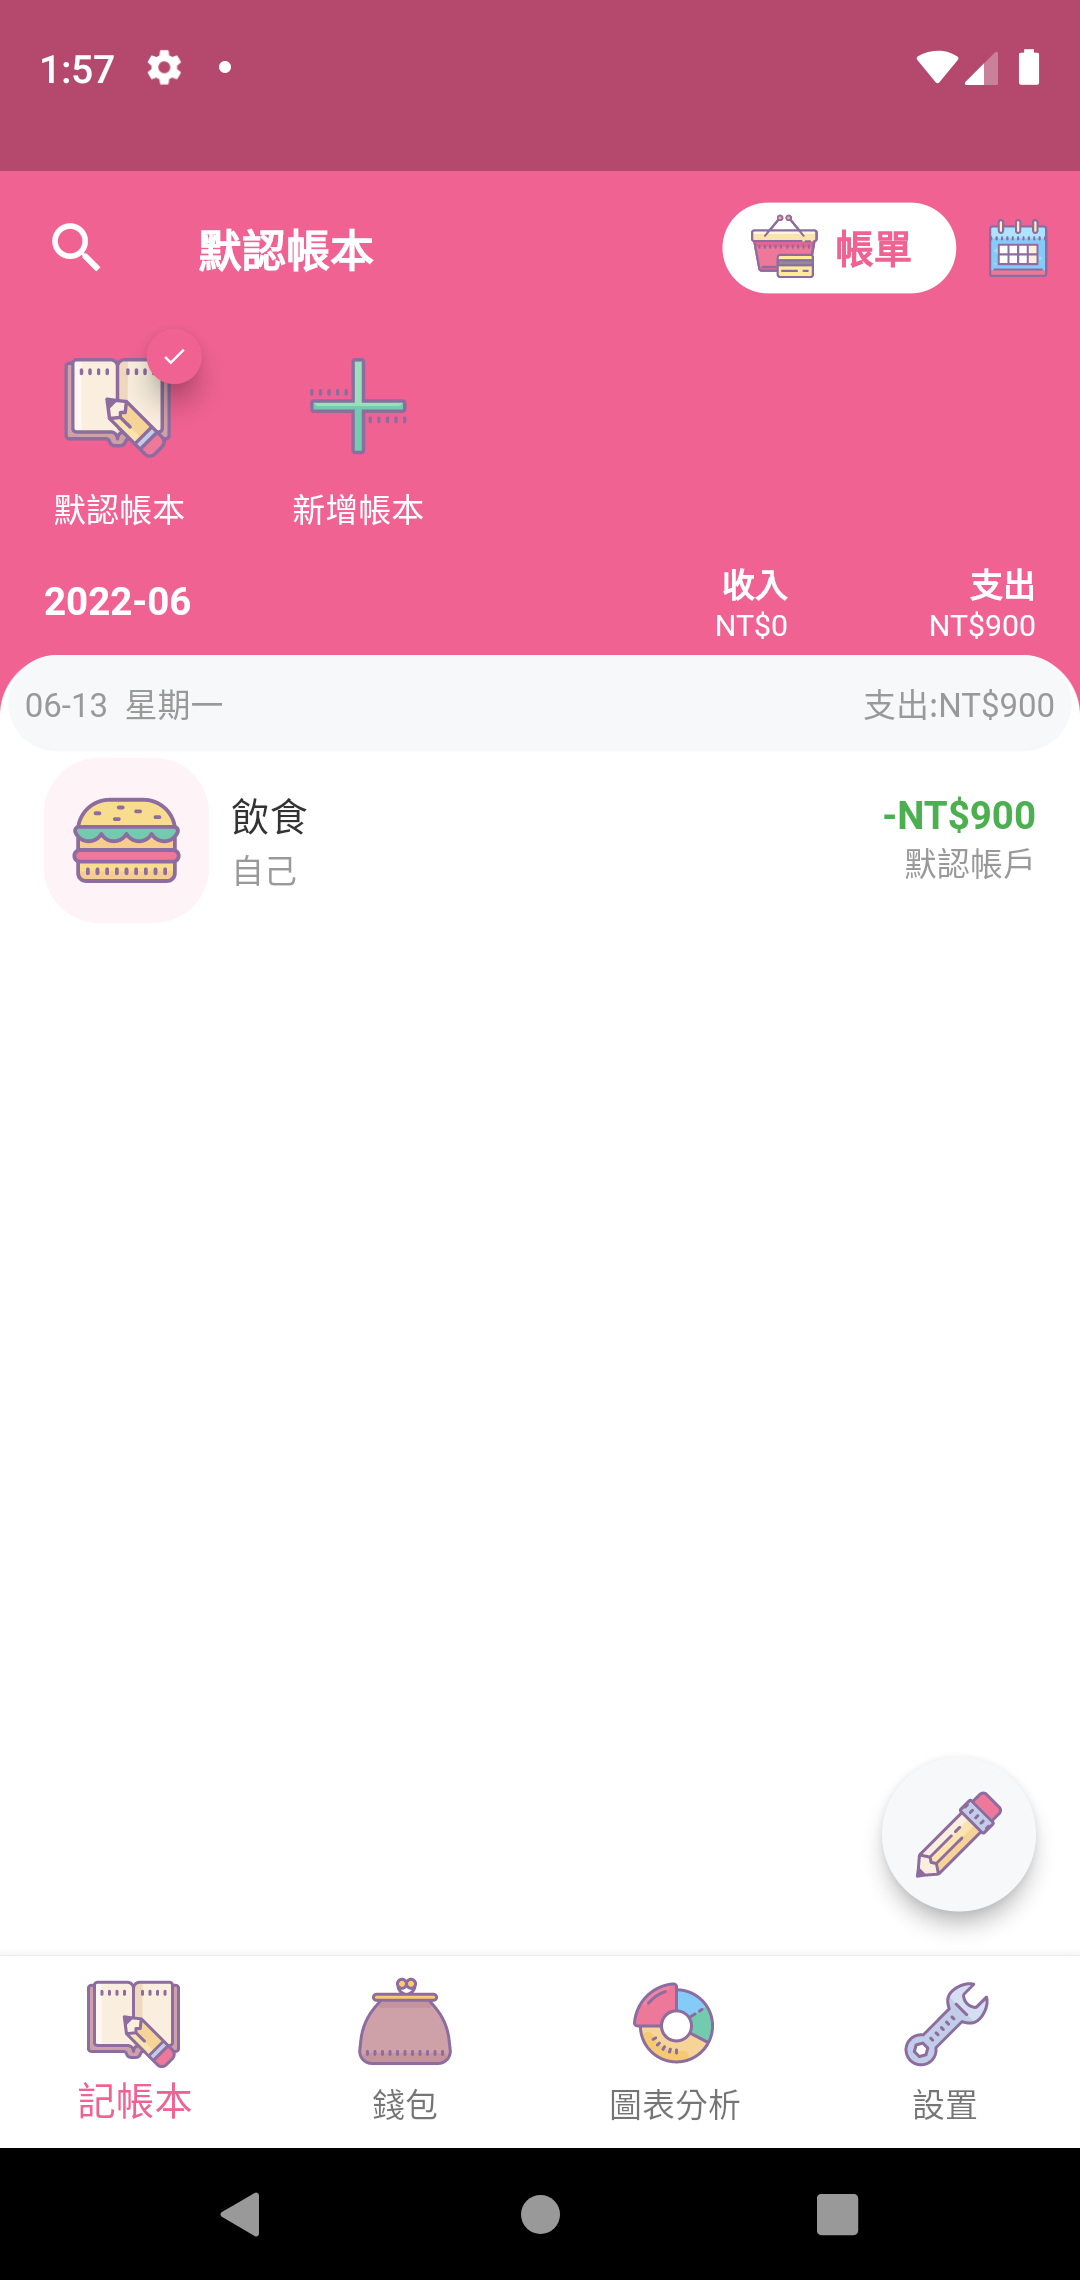 1:57
默認帳本
帳單
默認帳本
新增帳本
2022-06
收入
NT$0
支出
NT$900
06-13 星期一
支出:NT$900
飲食
-NT$900
自己
默認帳戶
記帳本
錢包
圖表分析
設置